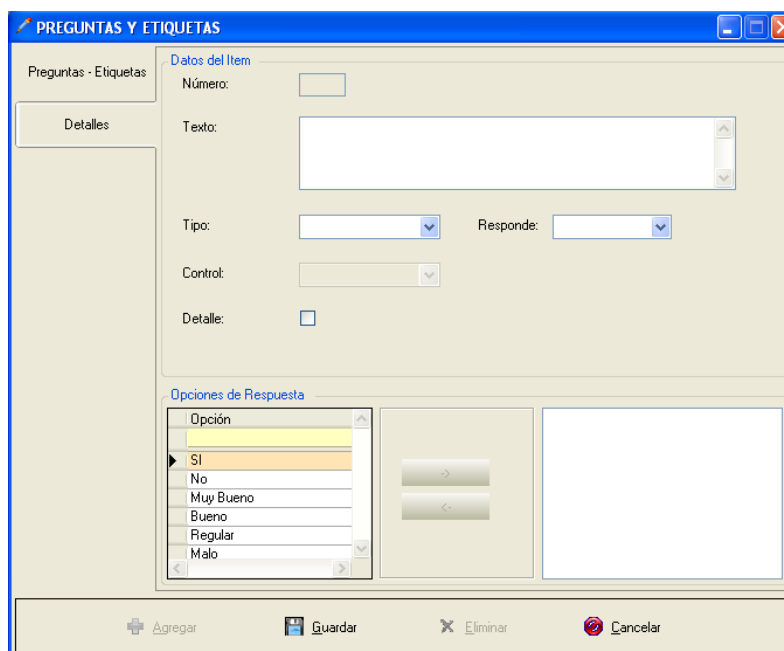 PREGUNTAS Y ETIQUETAS
Preguntas - Etiquetas
Detalles
Datos del Item
Número:
Texto:
Tipo:
Responde:
Control:
Detalle:
Opciones de Respuesta
Opción
SI
No
Muy Bueno
Bueno
Regular
Malo
->
<-
Agregar
Guardar
Eliminar
Cancelar